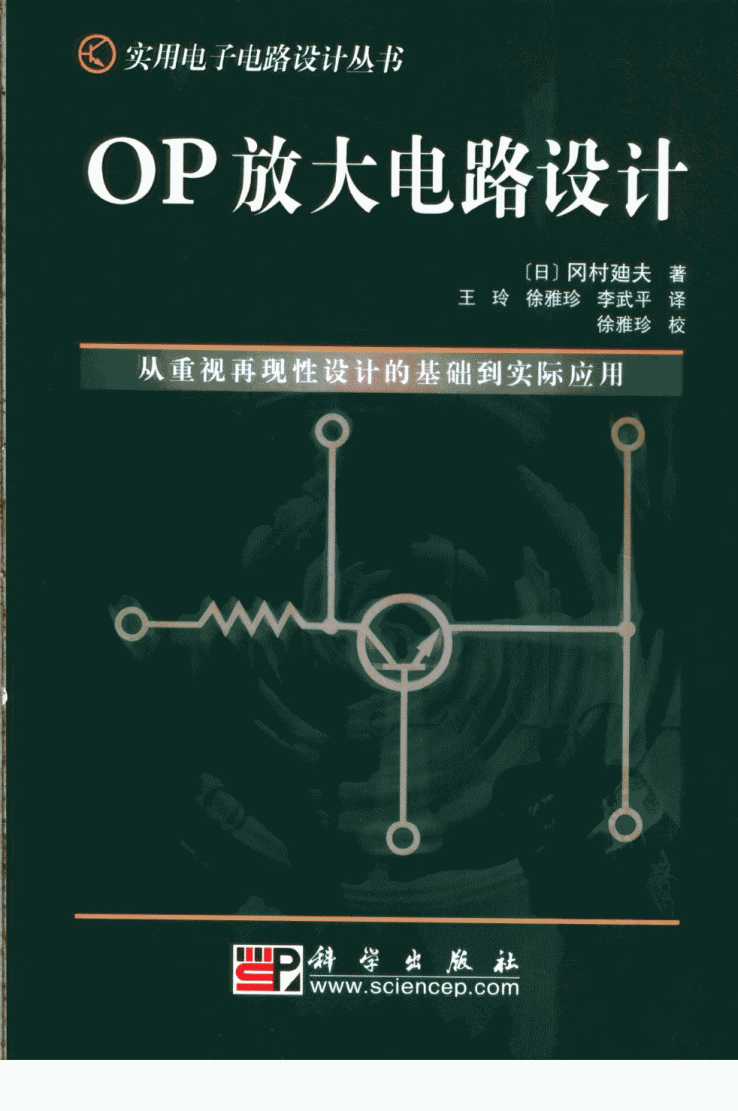 实用电子电路设计丛书
OP 放大电路设计
〔日〕冈村廸夫 著
王 玲 徐雅珍 李武平 译
徐雅珍 校
从重视再现性设计的基础到实际应用
科学出版社
www.sciencep.com